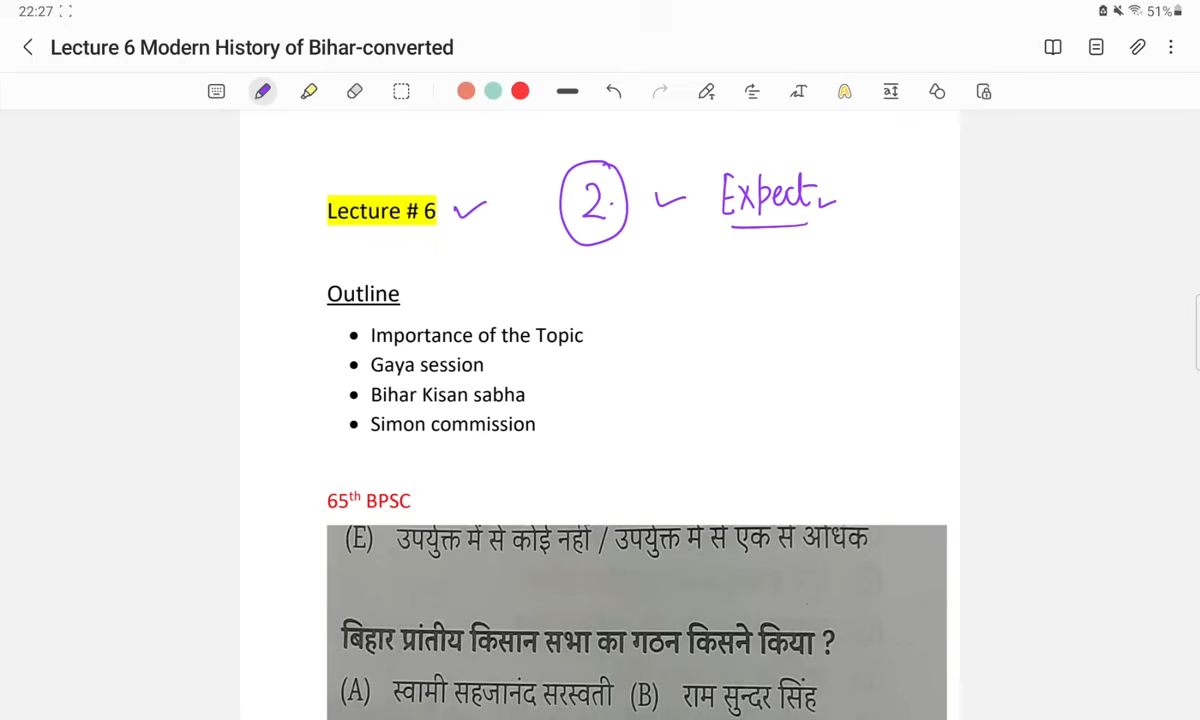 22:27
51%
Lecture 6 Modern History of Bihar-converted
Lecture # 6 2. Expect
Outline
• Importance of the Topic
• Gaya session
• Bihar Kisan sabha
• Simon commission
65th BPSC
(E) उपर्युक्त में से कोई नहीं / उपर्युक्त में से एक से अधिक
बिहार प्रांतीय किसान सभा का गठन किसने किया ?
(A) स्वामी सहजानंद सरस्वती (B) राम सुन्दर सिंह